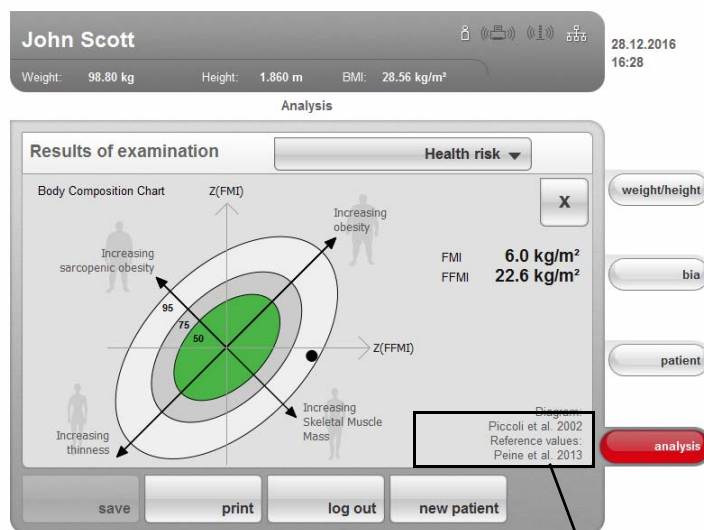 John Scott
28.12.2016
16:28
Weight: 98.80 kg Height: 1.860 m BMI: 28.56 kg/m²
Analysis
Results of examination
Health risk
Body Composition Chart
Z(FMI)
X
weight/height
Increasing
obesity
Increasing
sarcopenic obesity
FMI 6.0 kg/m²
FFMI 22.6 kg/m²
bia
95
75
50
Z(FFMI)
patient
Increasing
Skeletal Muscle
Mass
Increasing
thinness
Diagram:
Piccoli et al. 2002
Reference values:
Peine et al. 2013
analysis
save
print
log out
new patient